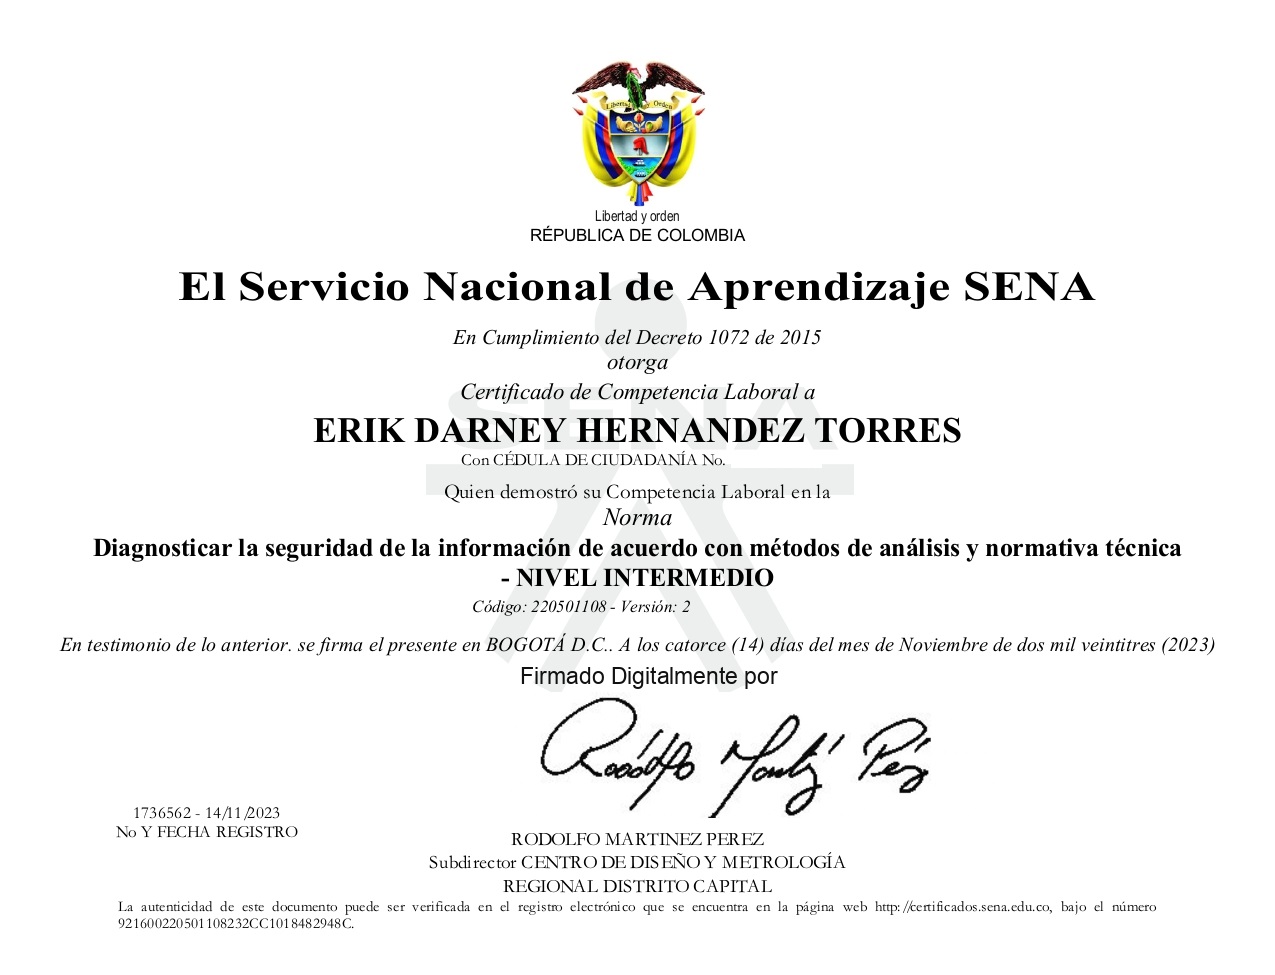 Libertad y Orden
Libertad y orden
RÉPUBLICA DE COLOMBIA
El Servicio Nacional de Aprendizaje SENA
En Cumplimiento del Decreto 1072 de 2015
otorga
Certificado de Competencia Laboral a
SENA
ERIK DARNEY HERNANDEZ TORRES
Con CÉDULA DE CIUDADANÍA No.
Quien demostró su Competencia Laboral en la
Norma
Diagnosticar la seguridad de la información de acuerdo con métodos de análisis y normativa técnica
- NIVEL INTERMEDIO
Código: 220501108 - Versión: 2
En testimonio de lo anterior. se firma el presente en BOGOTÁ D.C.. A los catorce (14) días del mes de Noviembre de dos mil veintitres (2023)
Firmado Digitalmente por
1736562 - 14/11/2023
No Y FECHA REGISTRO
RODOLFO MARTINEZ PEREZ
Subdirector CENTRO DE DISEÑO Y METROLOGÍA
REGIONAL DISTRITO CAPITAL
La autenticidad de este documento puede ser verificada en el registro electrónico que se encuentra en la página web http://certificados.sena.edu.co, bajo el número
921600220501108232CC1018482948C.